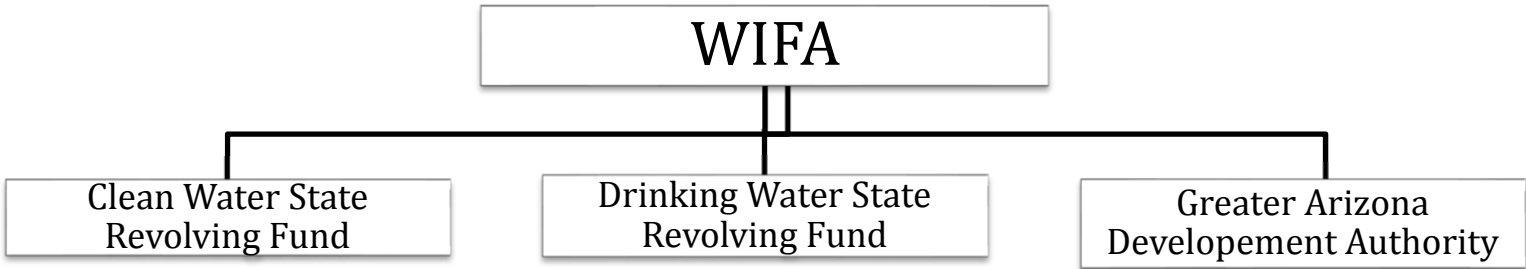 WIFA
Clean Water State
Revolving Fund
Drinking Water State
Revolving Fund
Greater Arizona
Developement Authority